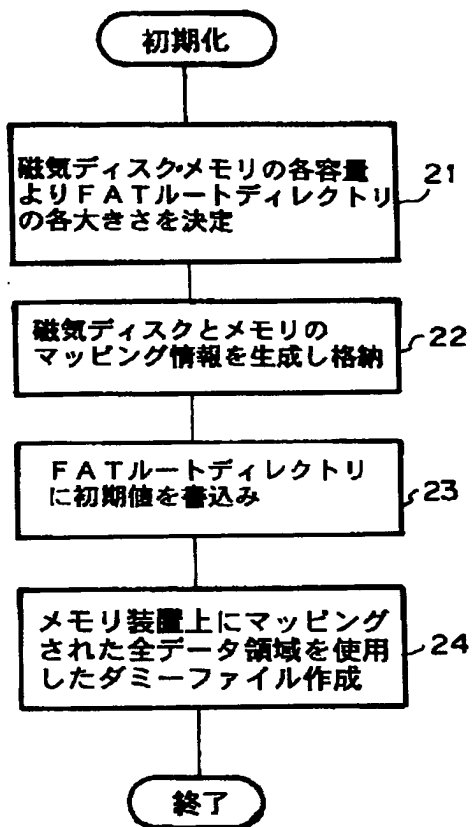 初期化
磁気ディスク・メモリの各容量
よりFATルートディレクトリ
の各大きさを決定
21
磁気ディスクとメモリの
マッピング情報を生成し格納
22
FATルートディレクトリ
に初期値を書込み
23
メモリ装置上にマッピング
された全データ領域を使用
したダミーファイル作成
24
終了